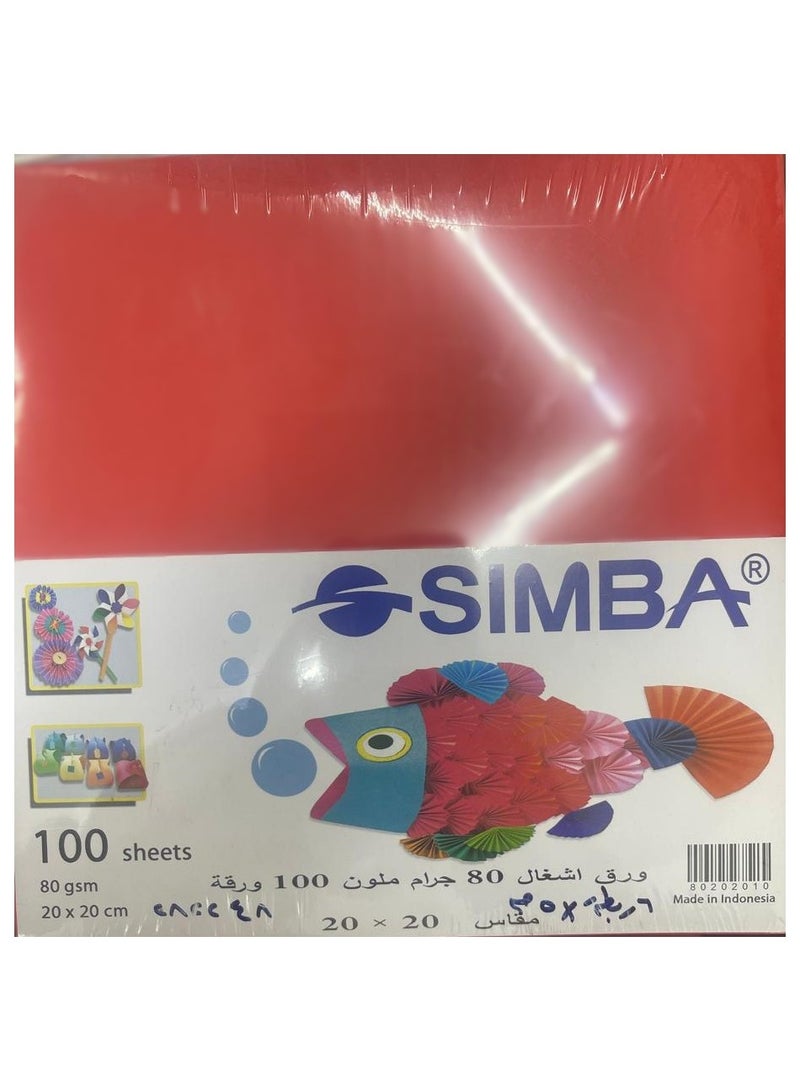 SIMBA®
100 sheets
80 gsm
20 x 20 cm
ورق اشغال 80 جرام ملون 100 ورقة
مقاس 20 × 20
80202010
Made in Indonesia